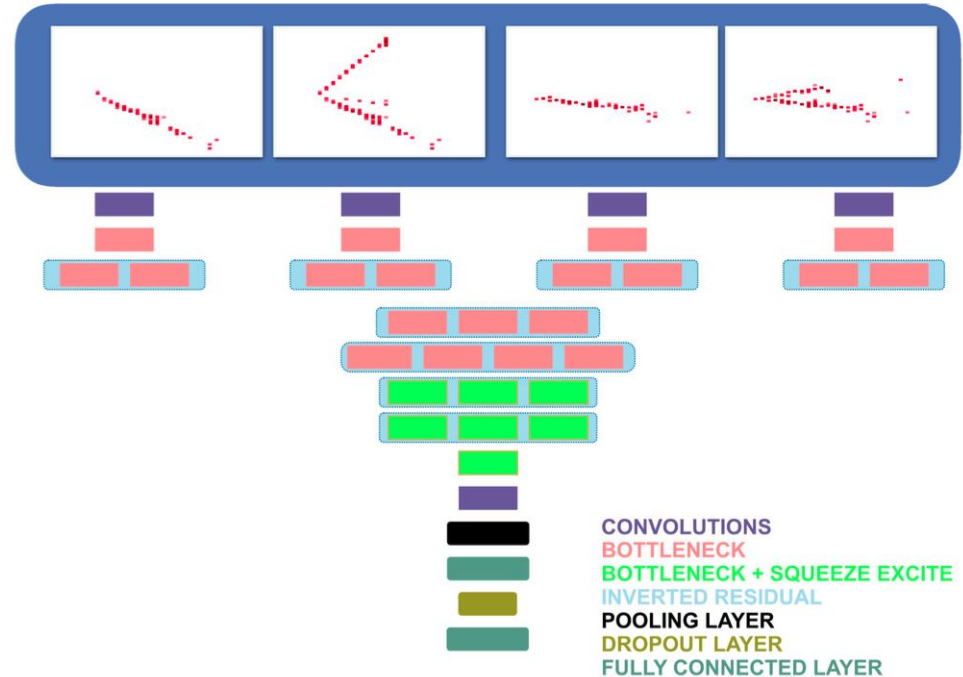 CONVOLUTIONS
BOTTLENECK
BOTTLENECK + SQUEEZE EXCITE
INVERTED RESIDUAL
POOLING LAYER
DROPOUT LAYER
FULLY CONNECTED LAYER